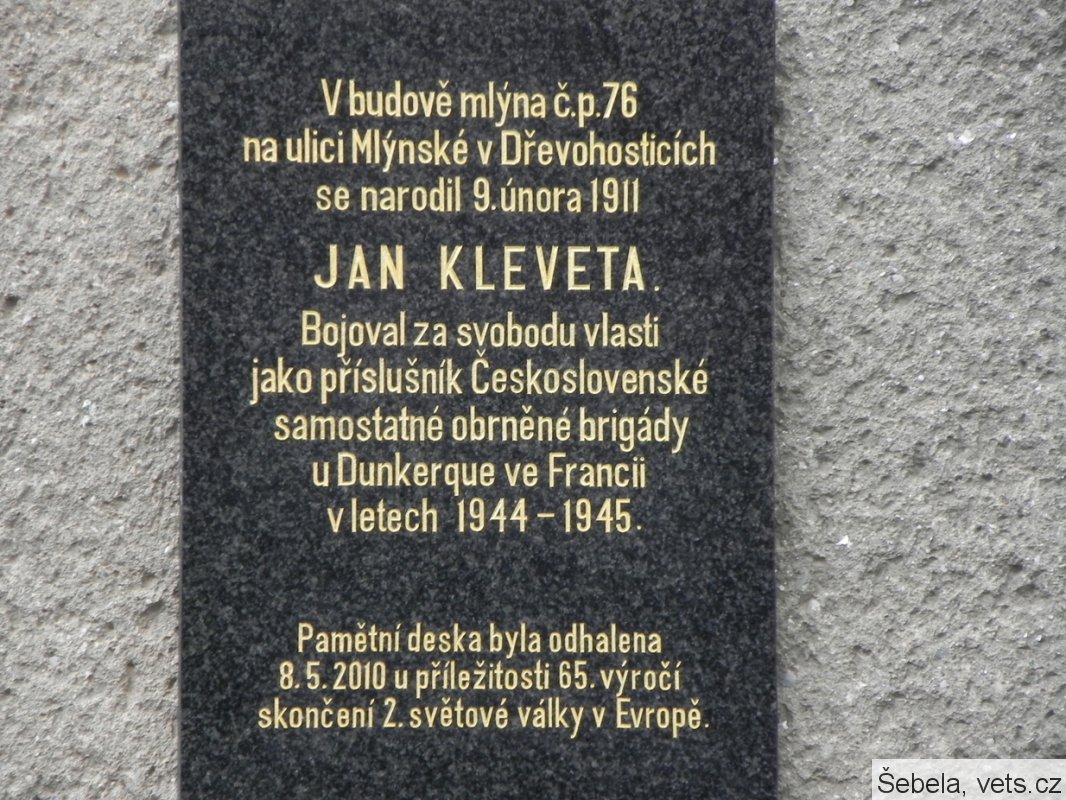 V budově mlýna č.p.76
na ulici Mlýnské v Dřevohosticích
se narodil 9. února 1911
JAN KLEVETA.
Bojoval za svobodu vlasti
jako příslušník Československé
samostatné obrněné brigády
u Dunkerque ve Francii
v letech 1944 – 1945.
Pamětní deska byla odhalena
8. 5. 2010 u příležitosti 65. výročí
skončení 2. světové války v Evropě.
Šebela, vets.cz